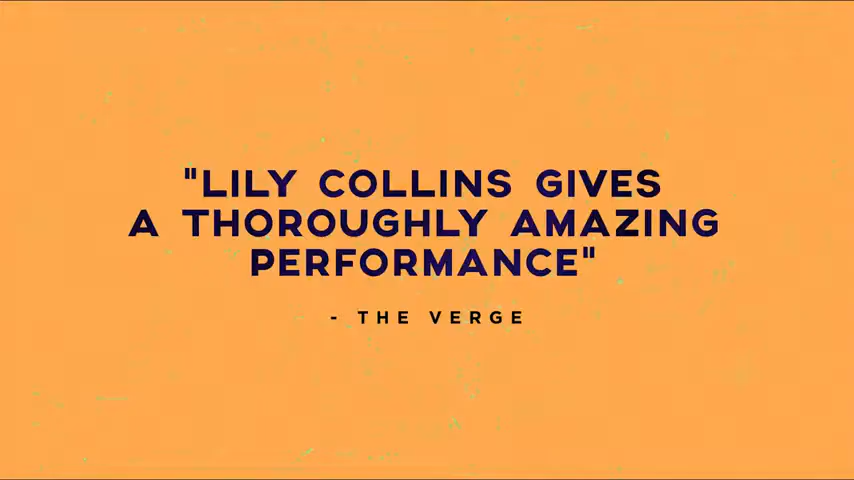 "LILY COLLINS GIVES
A THOROUGHLY AMAZING
PERFORMANCE"
- THE VERGE